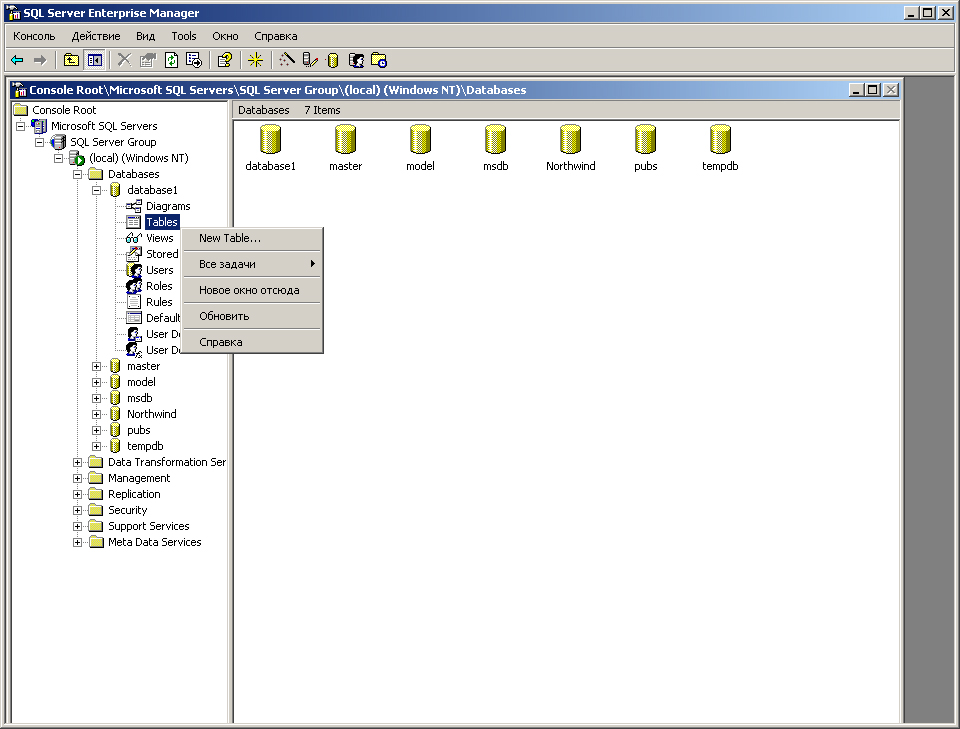 SQL Server Enterprise Manager
Консоль Действие Вид Tools Окно Справка
Console Root\Microsoft SQL Servers\SQL Server Group\(local) (Windows NT)\Databases
Console Root
Microsoft SQL Servers
SQL Server Group
(local) (Windows NT)
Databases
database1
Diagrams
Tables
Views
Stored
Users
Roles
Rules
Default
User De
User De
master
model
msdb
Northwind
pubs
tempdb
Data Transformation Ser
Management
Replication
Security
Support Services
Meta Data Services
New Table...
Все задачи
Новое окно отсюда
Обновить
Справка
Databases 7 Items
database1 master model msdb Northwind pubs tempdb